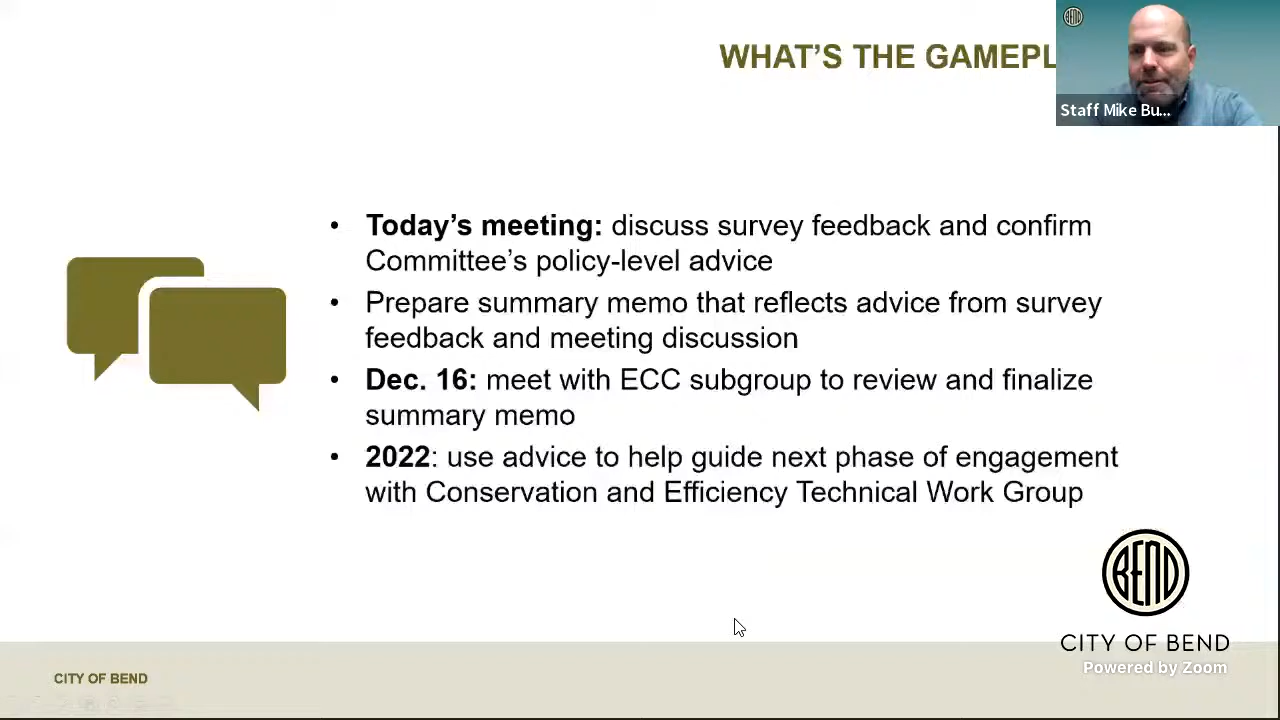 WHAT'S THE GAMEPL
BEND
Staff Mike Bu...
• Today's meeting: discuss survey feedback and confirm
Committee's policy-level advice
• Prepare summary memo that reflects advice from survey
feedback and meeting discussion
• Dec. 16: meet with ECC subgroup to review and finalize
summary memo
• 2022: use advice to help guide next phase of engagement
with Conservation and Efficiency Technical Work Group
BEND
CITY OF BEND
Powered by Zoom
CITY OF BEND